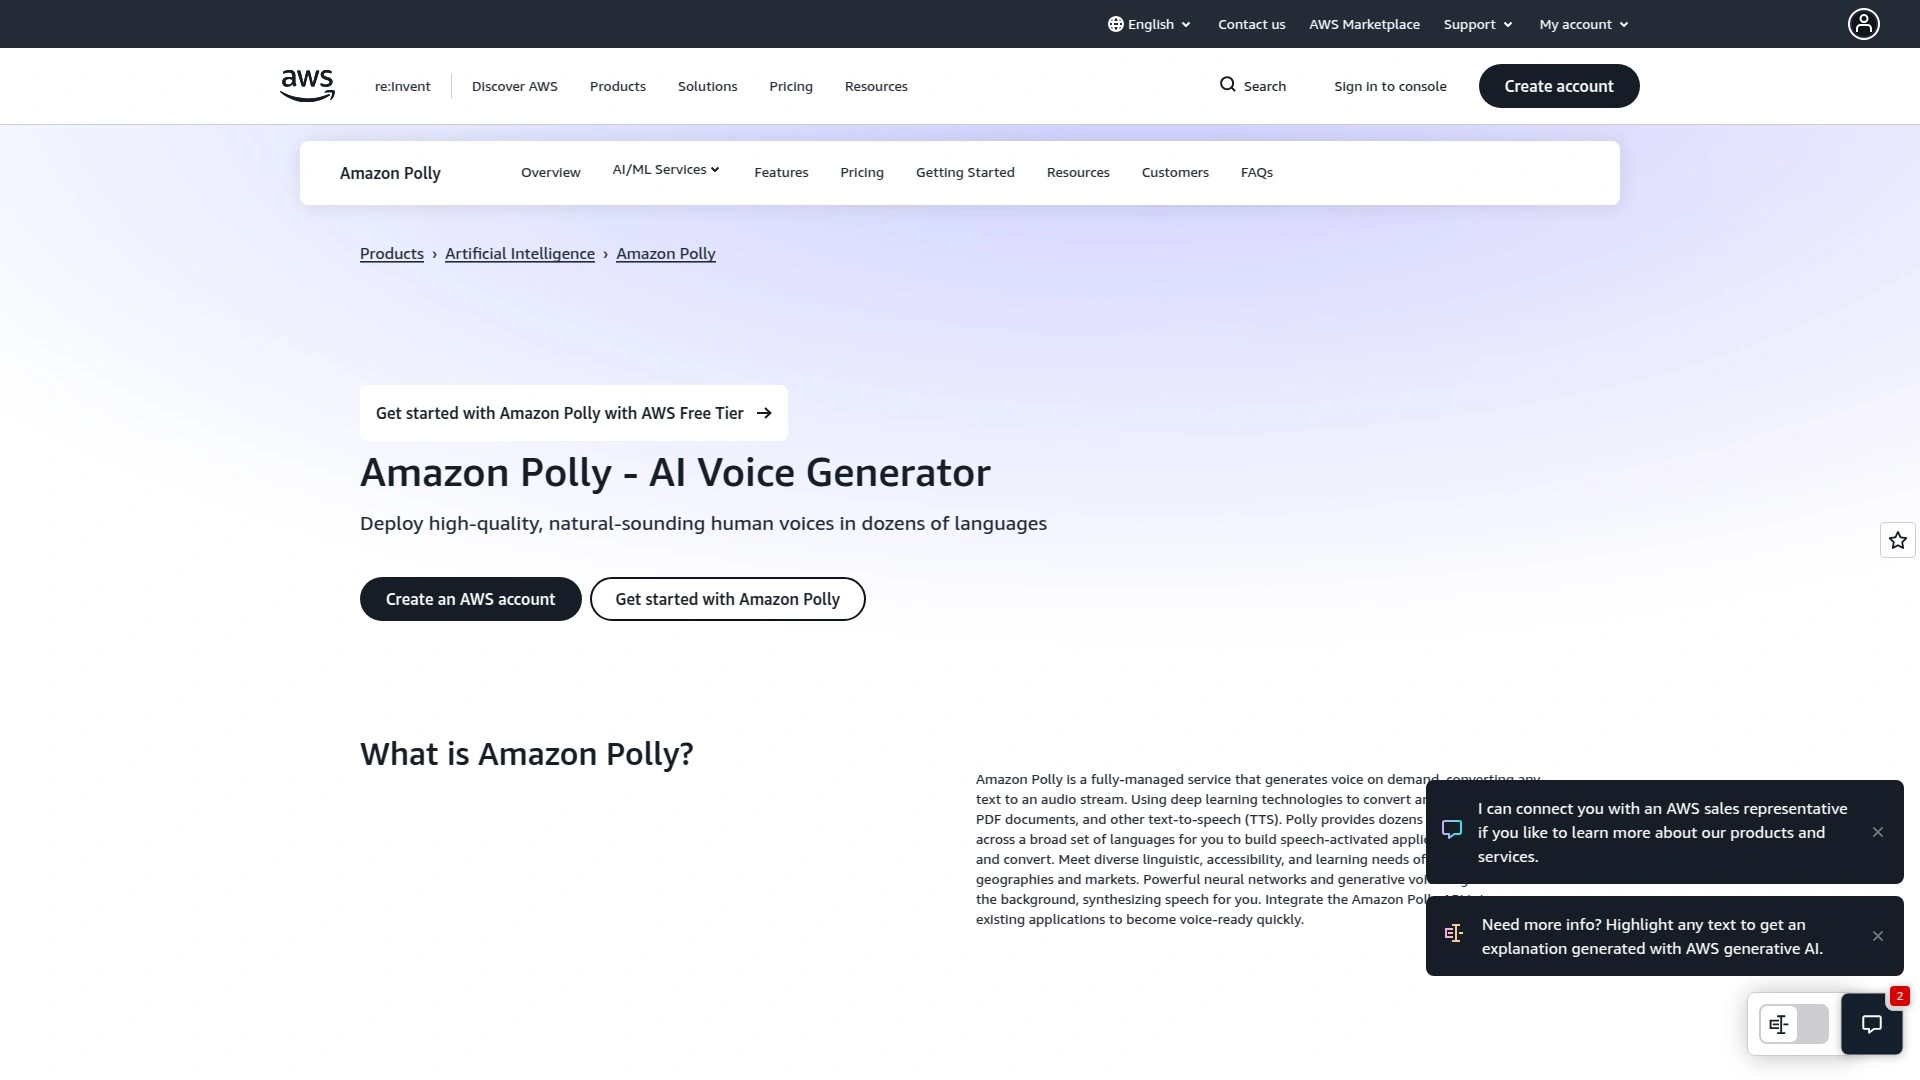 English
Contact us
AWS Marketplace
Support
My account
aws
re:Invent
Discover AWS
Products
Solutions
Pricing
Resources
Search
Sign in to console
Create account
Amazon Polly
Overview
AI/ML Services
Features
Pricing
Getting Started
Resources
Customers
FAQs
Products › Artificial Intelligence › Amazon Polly
Get started with Amazon Polly with AWS Free Tier →
Amazon Polly - AI Voice Generator
Deploy high-quality, natural-sounding human voices in dozens of languages
Create an AWS account
Get started with Amazon Polly
What is Amazon Polly?
Amazon Polly is a fully-managed service that generates voice on demand, converting any
text to an audio stream. Using deep learning technologies to convert
PDF documents, and other text-to-speech (TTS). Polly provides dozens
across a broad set of languages for you to build speech-activated
and convert. Meet diverse linguistic, accessibility, and learning needs of
geographies and markets. Powerful neural networks and generative
the background, synthesizing speech for you. Integrate the Amazon
existing applications to become voice-ready quickly.
I can connect you with an AWS sales representative
if you like to learn more about our products and
services.
Need more info? Highlight any text to get an
explanation generated with AWS generative AI.
2